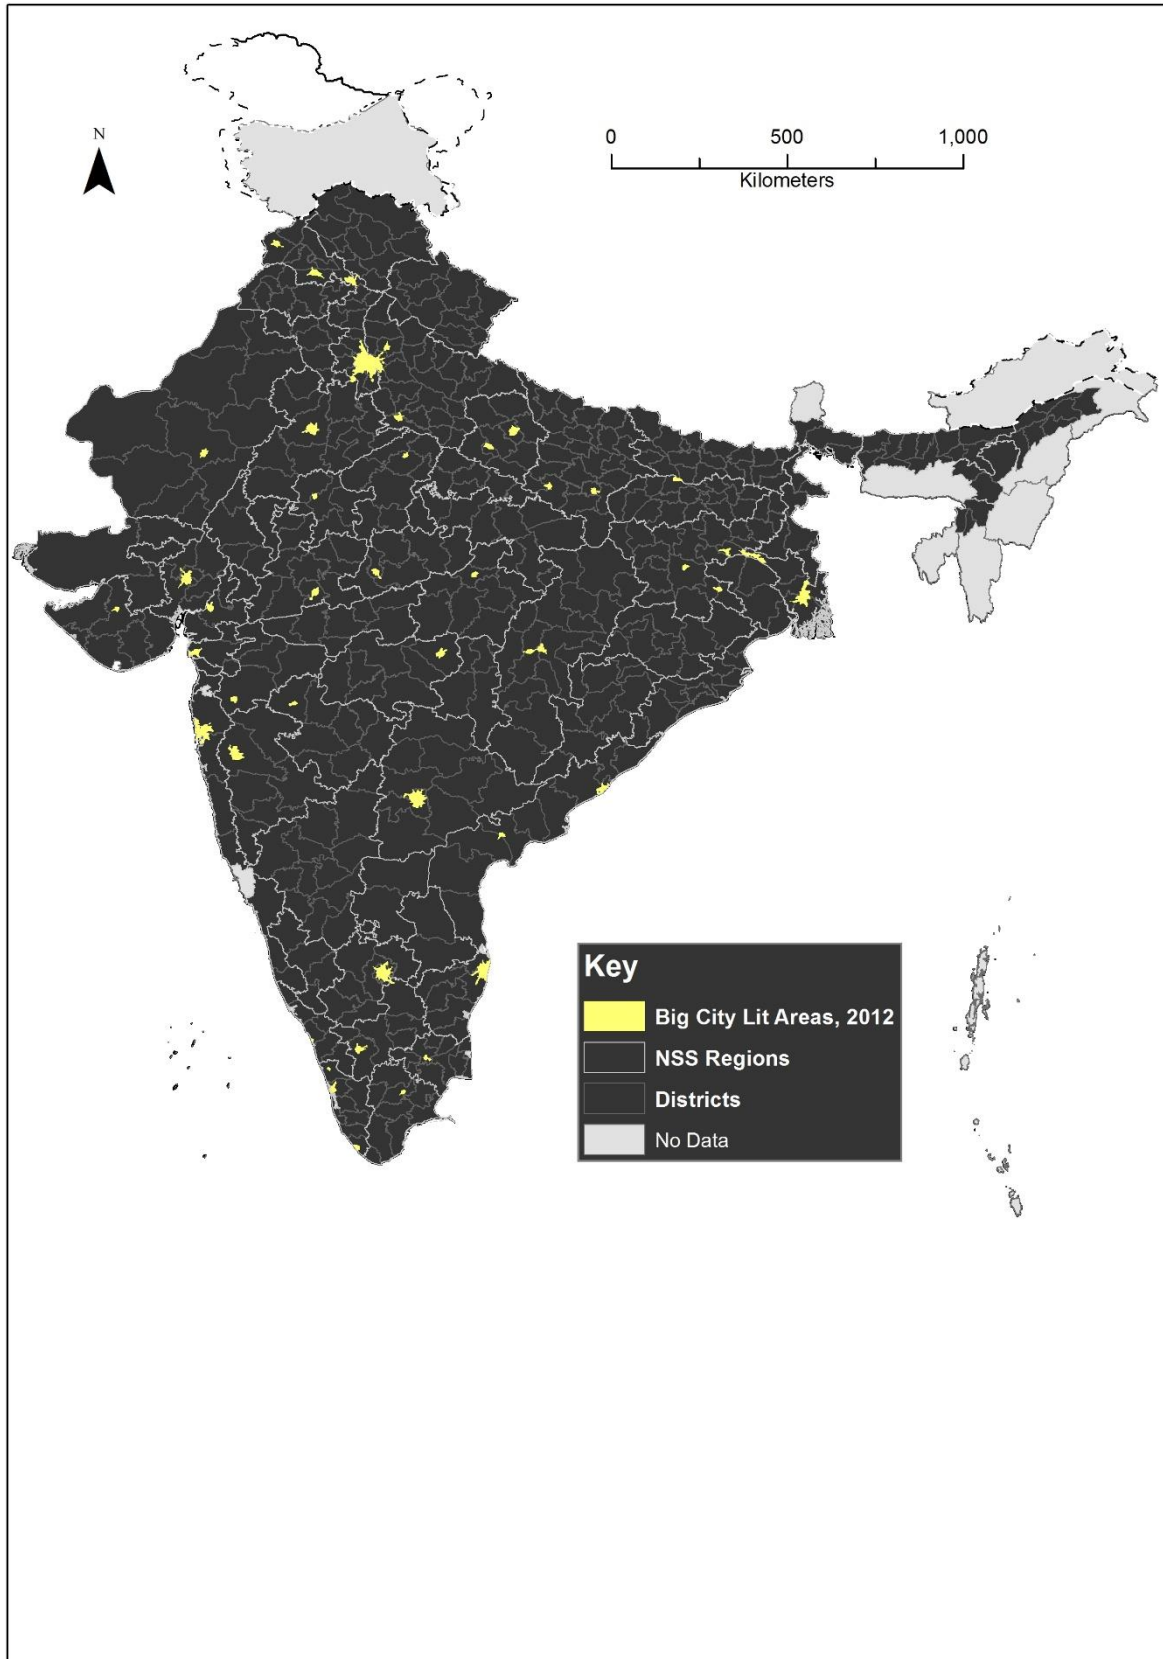 N
0 500 1,000
Kilometers
Key
Big City Lit Areas, 2012
NSS Regions
Districts
No Data